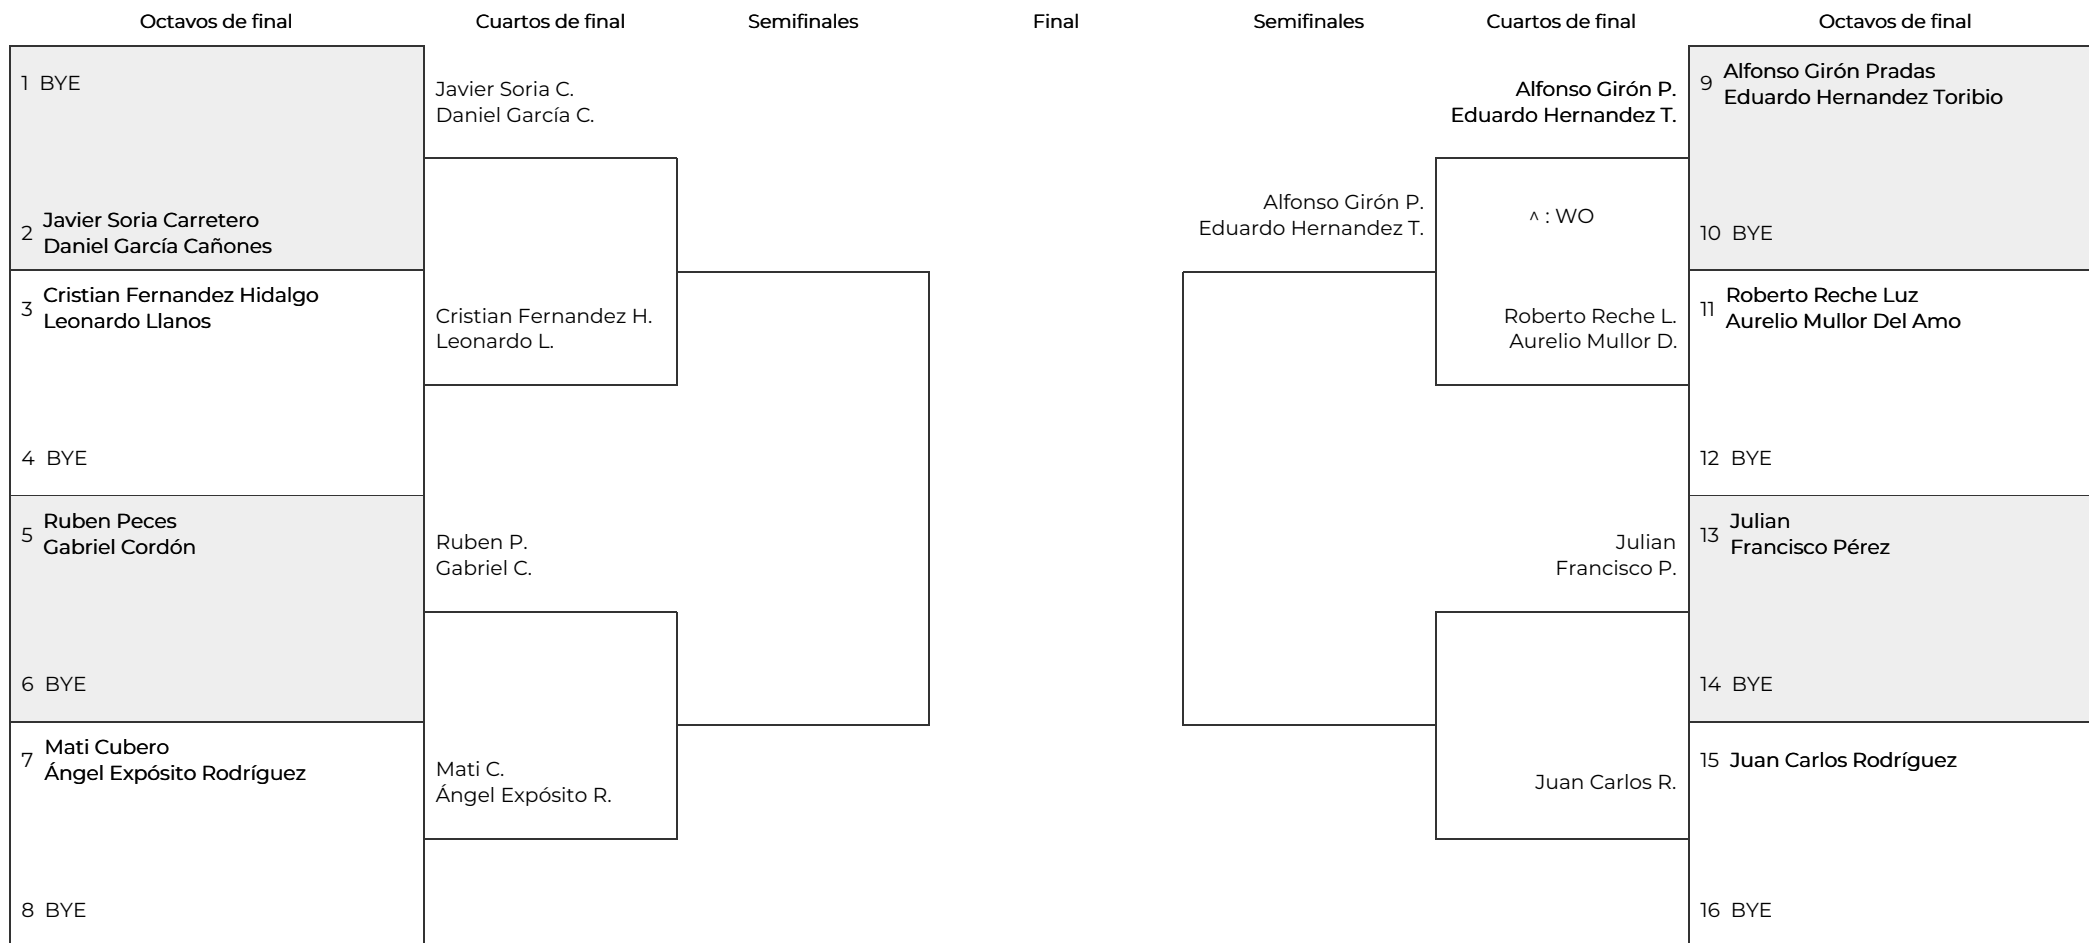 Octavos de final
Cuartos de final
Semifinales
Final
Semifinales
Cuartos de final
Octavos de final
1 BYE
2 Javier Soria Carretero
Daniel García Cañones
3 Cristian Fernandez Hidalgo
Leonardo Llanos
4 BYE
5 Ruben Peces
Gabriel Cordón
6 BYE
7 Mati Cubero
Ángel Expósito Rodríguez
8 BYE
Javier Soria C.
Daniel García C.
Cristian Fernandez H.
Leonardo L.
Ruben P.
Gabriel C.
Mati C.
Ángel Expósito R.
Alfonso Girón P.
Eduardo Hernandez T.
Alfonso Girón P.
Eduardo Hernandez T.
^ : WO
Roberto Reche L.
Aurelio Mullor D.
Julian
Francisco P.
Juan Carlos R.
9 Alfonso Girón Pradas
Eduardo Hernandez Toribio
10 BYE
11 Roberto Reche Luz
Aurelio Mullor Del Amo
12 BYE
13 Julian
Francisco Pérez
14 BYE
15 Juan Carlos Rodríguez
16 BYE